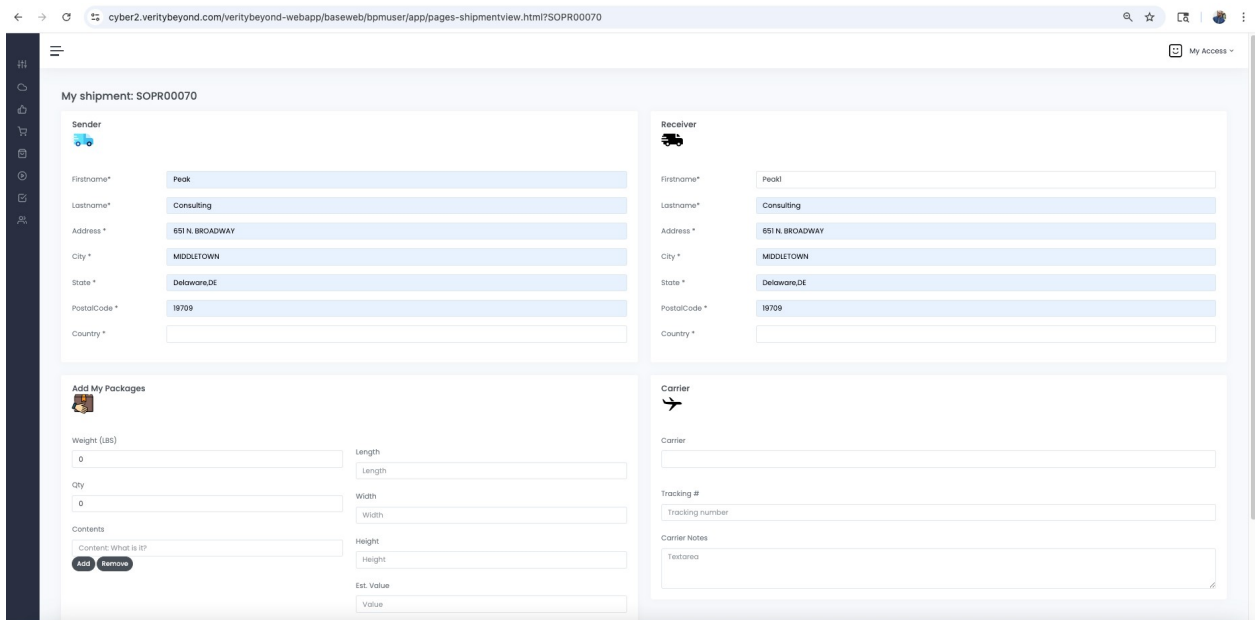 cyber2.veritybeyond.com/veritybeyond-webapp/baseweb/bpmuser/app/pages-shipmentview.html?SOPR00070
My Access
My shipment: SOPR00070
Sender
Firstname* Peak
Lastname* Consulting
Address * 651 N. BROADWAY
City * MIDDLETOWN
State * Delaware,DE
PostalCode * 19709
Country *
Receiver
Firstname* Peak1
Lastname* Consulting
Address * 651 N. BROADWAY
City * MIDDLETOWN
State * Delaware,DE
PostalCode * 19709
Country *
Add My Packages
Weight (LBS)
0
Qty
0
Contents
Content: What is it?
Add Remove
Length
Length
Width
Width
Height
Height
Est. Value
Value
Carrier
Carrier
Tracking #
Tracking number
Carrier Notes
Textarea